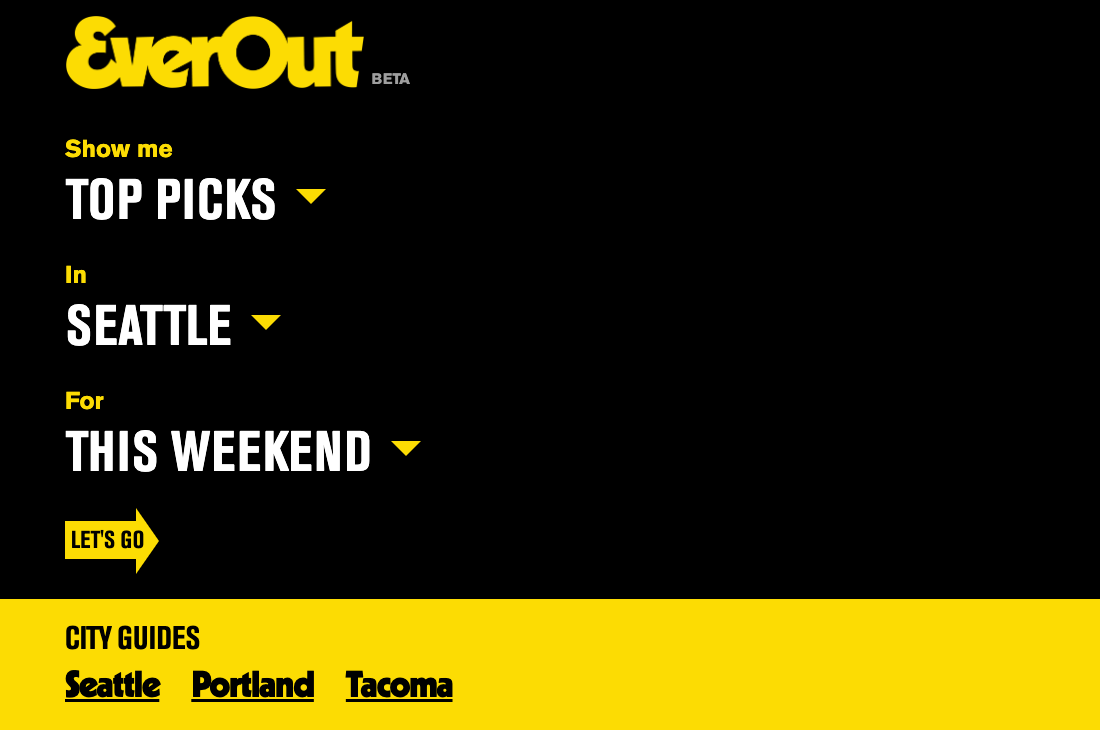 EverOut BETA
Show me
TOP PICKS
In
SEATTLE
For
THIS WEEKEND
LET'S GO
CITY GUIDES
Seattle Portland Tacoma